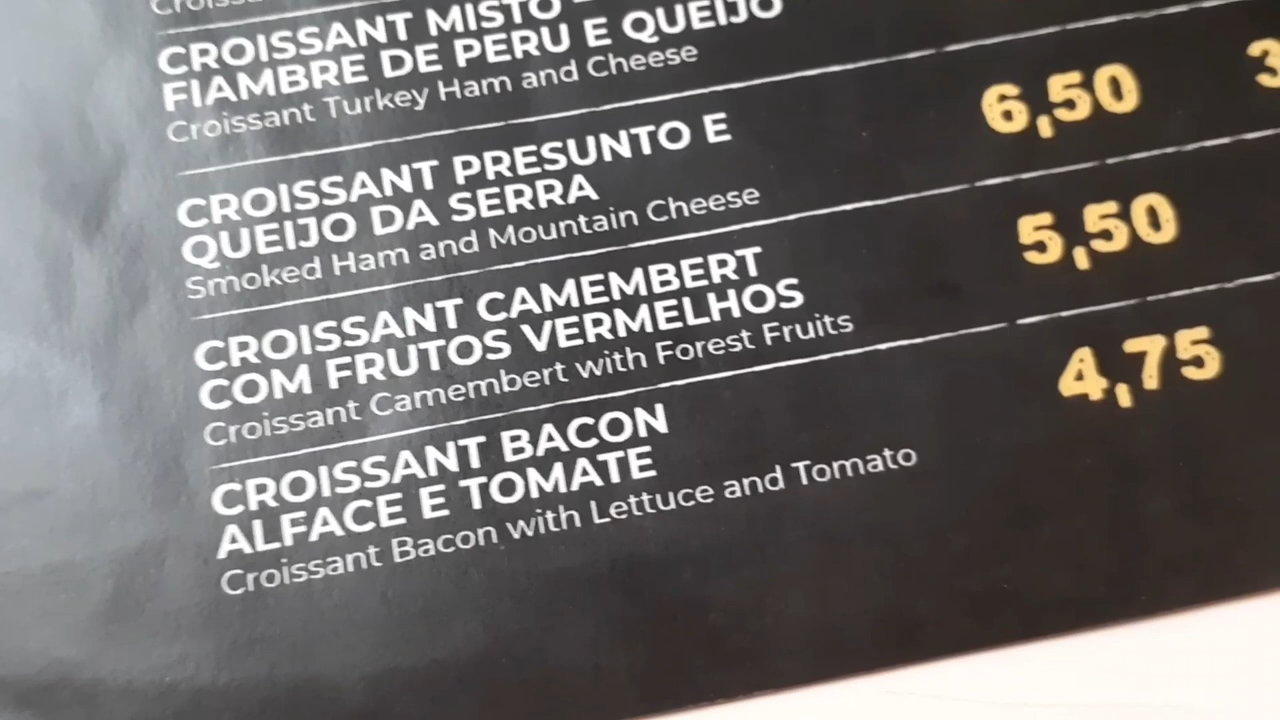 CROISSANT MISTO
FIAMBRE DE PERU E QUEIJO
Croissant Turkey Ham and Cheese
CROISSANT PRESUNTO E
QUEIJO DA SERRA
Smoked Ham and Mountain Cheese
6,50
CROISSANT CAMEMBERT
COM FRUTOS VERMELHOS
Croissant Camembert with Forest Fruits
5,50
CROISSANT BACON
ALFACE E TOMATE
Croissant Bacon with Lettuce and Tomato
4,75